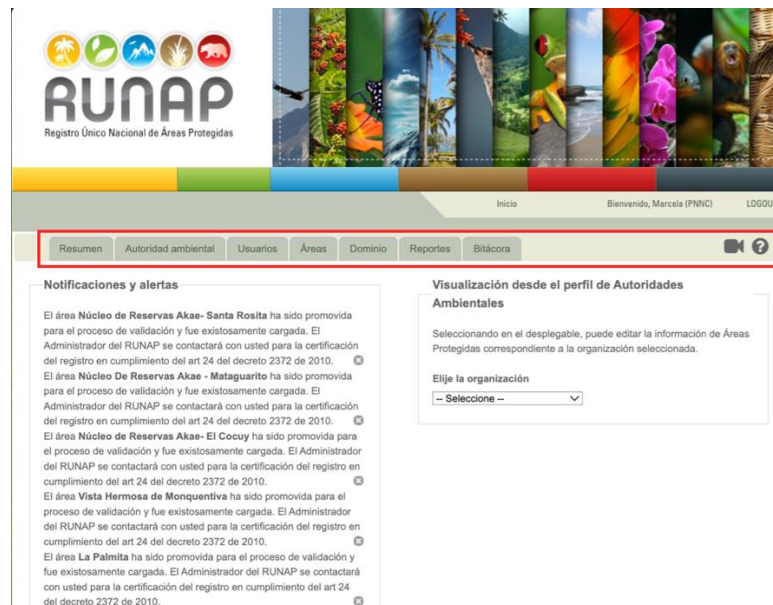 RUNAP
Registro Único Nacional de Áreas Protegidas
Inicio
Bienvenido, Marcela (PNNC)
LOGOU
Resumen
Autoridad ambiental
Usuarios
Áreas
Dominio
Reportes
Bitácora
Notificaciones y alertas
El área Núcleo de Reservas Akae- Santa Rosita ha sido promovida
para el proceso de validación y fue existosamente cargada. El
Administrador del RUNAP se contactará con usted para la certificación
del registro en cumplimiento del art 24 del decreto 2372 de 2010.
El área Núcleo De Reservas Akae - Mataguarito ha sido promovida
para el proceso de validación y fue existosamente cargada. El
Administrador del RUNAP se contactará con usted para la certificación
del registro en cumplimiento del art 24 del decreto 2372 de 2010.
El área Núcleo de Reservas Akae- El Cocuy ha sido promovida para
el proceso de validación y fue existosamente cargada. El Administrador
del RUNAP se contactará con usted para la certificación del registro en
cumplimiento del art 24 del decreto 2372 de 2010.
El área Vista Hermosa de Monquentiva ha sido promovida para el
proceso de validación y fue existosamente cargada. El Administrador
del RUNAP se contactará con usted para la certificación del registro en
cumplimiento del art 24 del decreto 2372 de 2010.
El área La Palmita ha sido promovida para el proceso de validación y
fue existosamente cargada. El Administrador del RUNAP se contactará
con usted para la certificación del registro en cumplimiento del art 24
del decreto 2372 de 2010.
Visualización desde el perfil de Autoridades
Ambientales
Seleccionando en el desplegable, puede editar la información de Áreas
Protegidas correspondiente a la organización seleccionada.
Elije la organización
-- Seleccione --